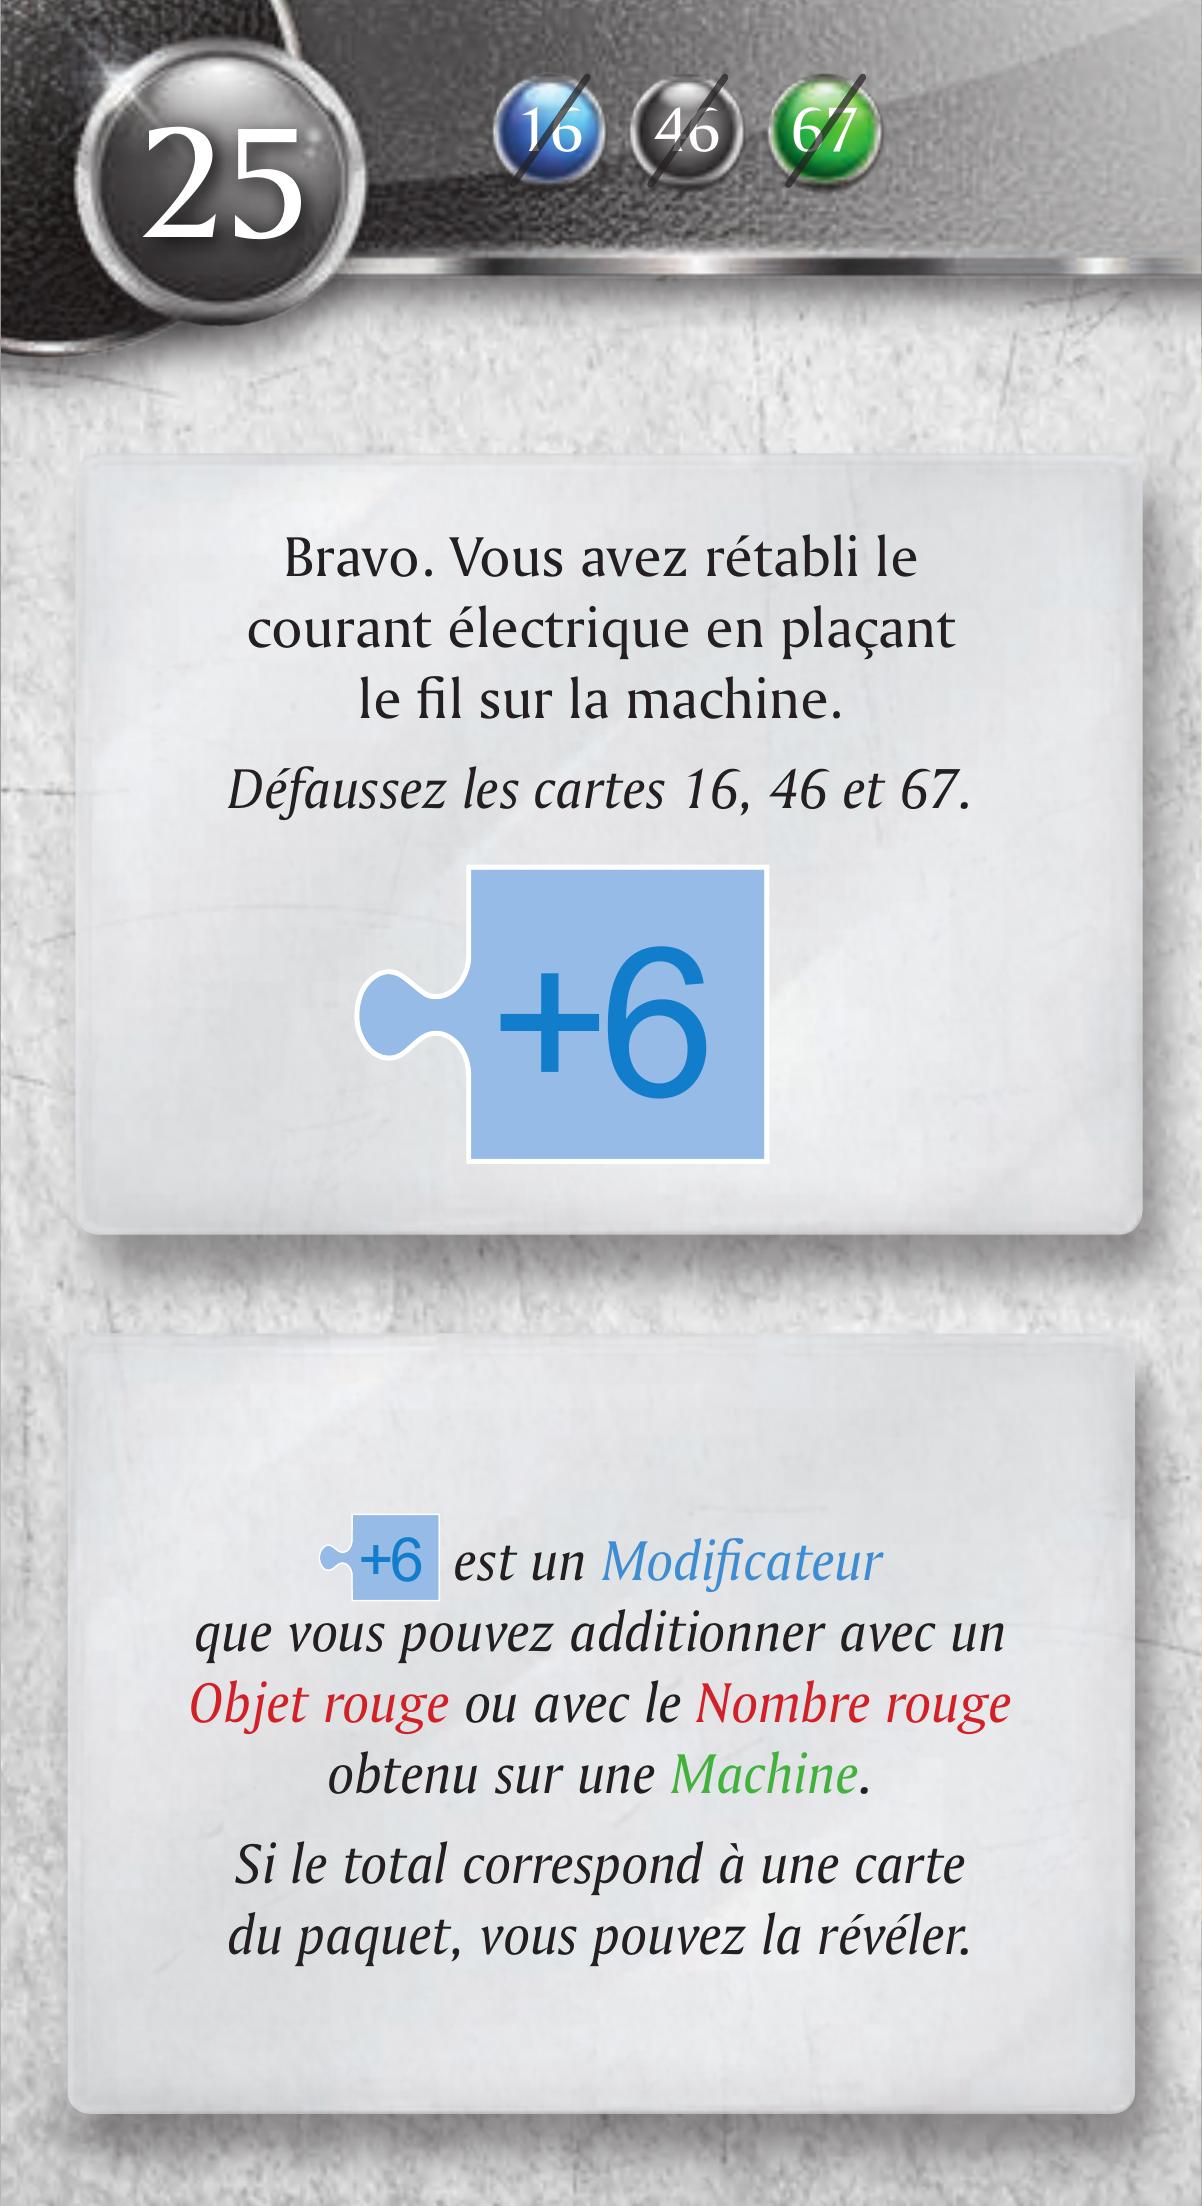 25
16 46 67
Bravo. Vous avez rétabli le
courant électrique en plaçant
le fil sur la machine.
Défaussez les cartes 16, 46 et 67.
+6
+6 est un Modificateur
que vous pouvez additionner avec un
Objet rouge ou avec le Nombre rouge
obtenu sur une Machine.
Si le total correspond à une carte
du paquet, vous pouvez la révéler.